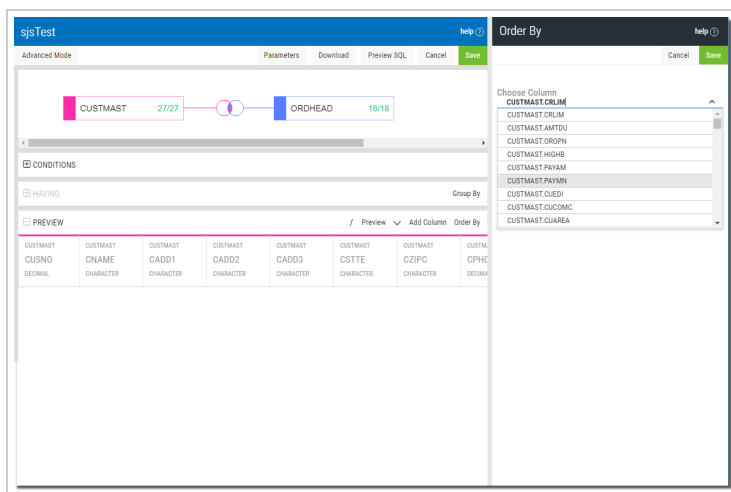 sjsTest
help ?
Advanced Mode
Parameters
Download
Preview SQL
Cancel
Save
CUSTMAST 27/27
ORDHEAD 18/18
CONDITIONS
HAVING
Group By
PREVIEW
/ Preview
Add Column
Order By
CUSTMAST CUSTMAST CUSTMAST CUSTMAST CUSTMAST CUSTMAST CUSTMAST CUSTM
CUSNO CNAME CADD1 CADD2 CADD3 CSTTE CZIPC CPHO
DECIMAL CHARACTER CHARACTER CHARACTER CHARACTER CHARACTER CHARACTER DECIMA
Order By
help ?
Cancel
Save
Choose Column
CUSTMAST.CRLIM
CUSTMAST.CRLIM
CUSTMAST.AMTDU
CUSTMAST.OROPN
CUSTMAST.HIGHB
CUSTMAST.PAYAM
CUSTMAST.PAYMN
CUSTMAST.CUEDI
CUSTMAST.CUCOMC
CUSTMAST.CUAREA